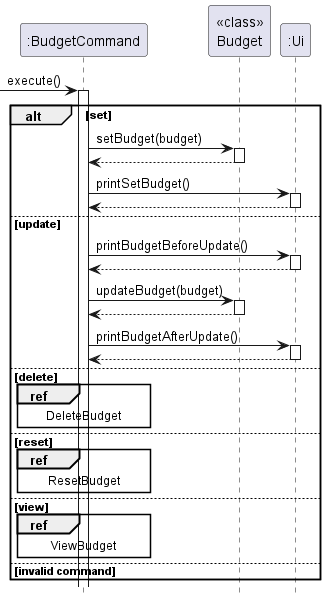 «class»
:BudgetCommand
Budget
:Ui
execute()
alt
[set]
setBudget(budget)
printSetBudget()
[update]
printBudgetBeforeUpdate()
updateBudget(budget)
printBudgetAfterUpdate()
[delete]
ref
DeleteBudget
[reset]
ref
ResetBudget
[view]
ref
ViewBudget
[invalid command]